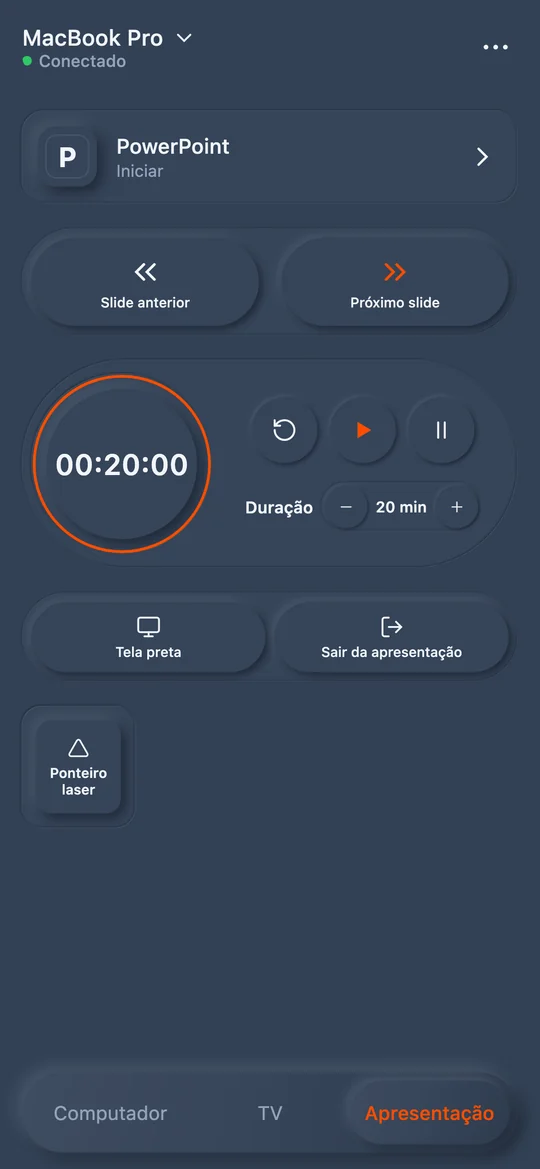 MacBook Pro
Conectado
P
PowerPoint
Iniciar
Slide anterior
Próximo slide
00:20:00
Duração
20 min
Tela preta
Sair da apresentação
Ponteiro
laser
Computador
TV
Apresentação